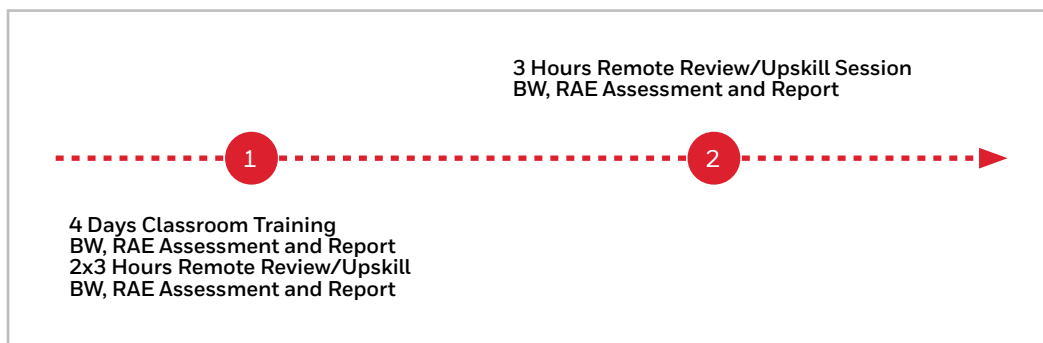 3 Hours Remote Review/Upskill Session
BW, RAE Assessment and Report
1
2
4 Days Classroom Training
BW, RAE Assessment and Report
2x3 Hours Remote Review/Upskill
BW, RAE Assessment and Report